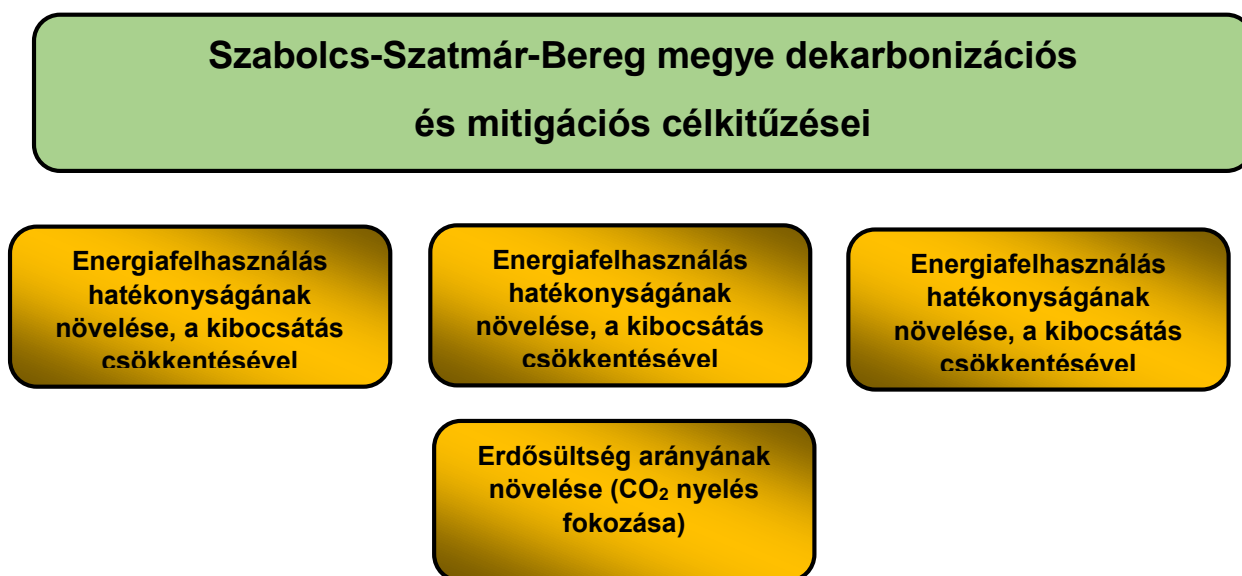 Szabolcs-Szatmár-Bereg megye dekarbonizációs
és mitigációs célkitűzései
Energiafelhasználás
hatékonyságának
növelése, a kibocsátás
csökkentésével
Energiafelhasználás
hatékonyságának
növelése, a kibocsátás
csökkentésével
Energiafelhasználás
hatékonyságának
növelése, a kibocsátás
csökkentésével
Erdősültség arányának
növelése (CO₂ nyelés
fokozása)